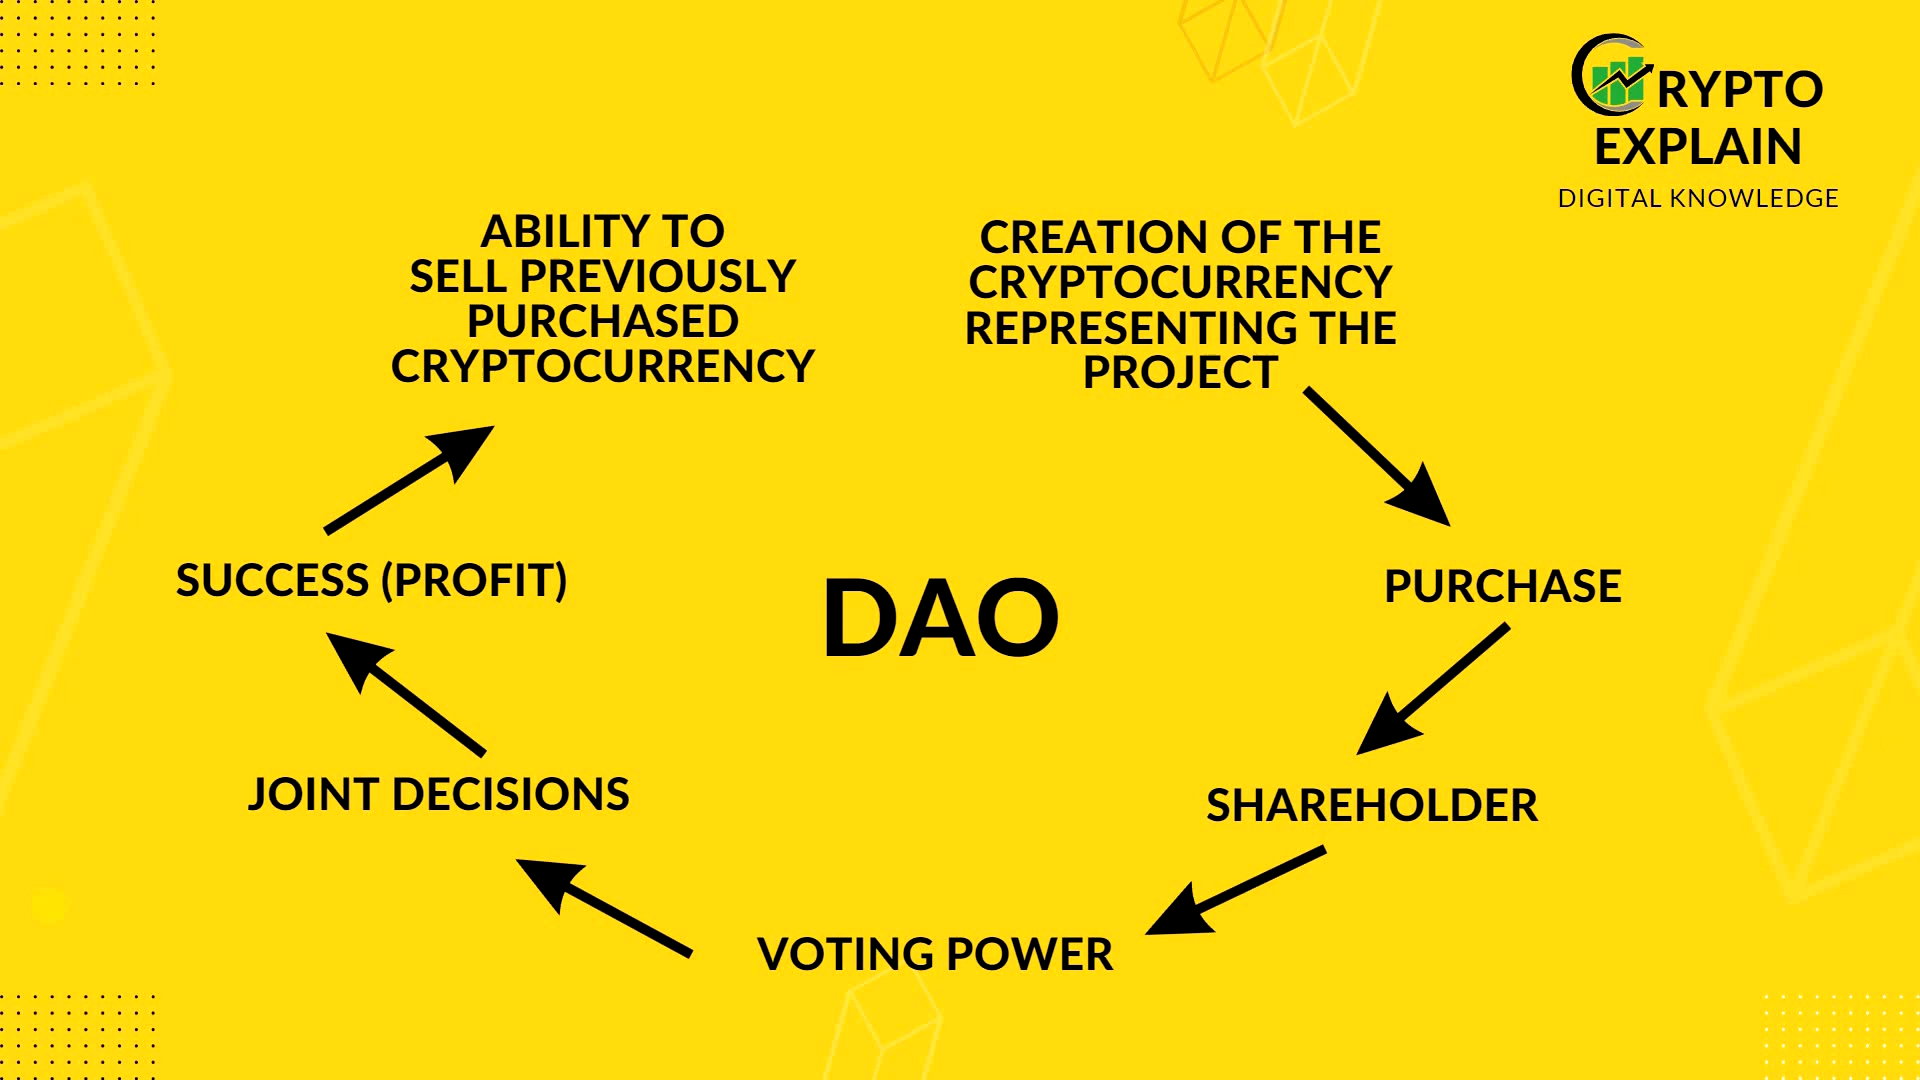 CRYPTO
EXPLAIN
DIGITAL KNOWLEDGE
ABILITY TO
SELL PREVIOUSLY
PURCHASED
CRYPTOCURRENCY
CREATION OF THE
CRYPTOCURRENCY
REPRESENTING THE
PROJECT
SUCCESS (PROFIT)
DAO
PURCHASE
JOINT DECISIONS
SHAREHOLDER
VOTING POWER